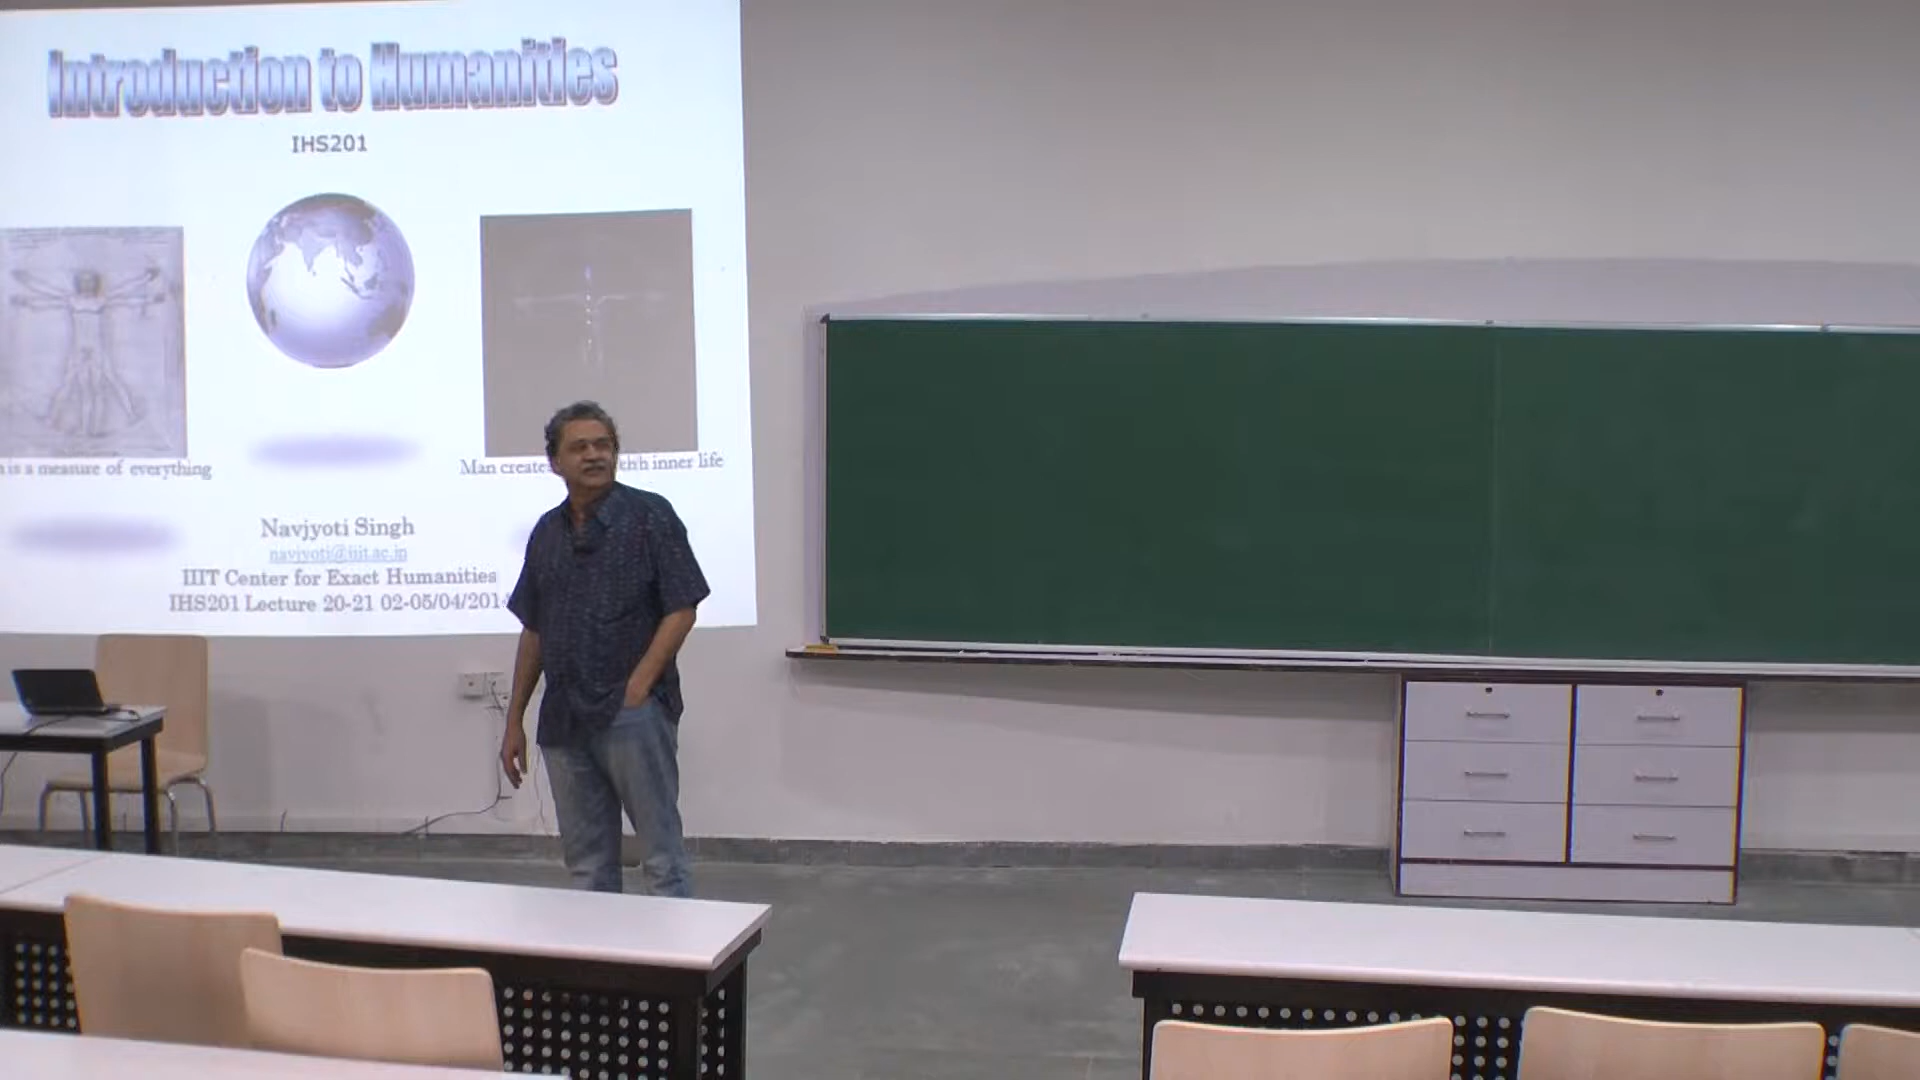 Introduction to Humanities
IHS201
is a measure of everything
Man creates inner life
Navjyoti Singh
navjyoti@iiit.ac.in
IIIT Center for Exact Humanities
IHS201 Lecture 20-21 02-05/04/201